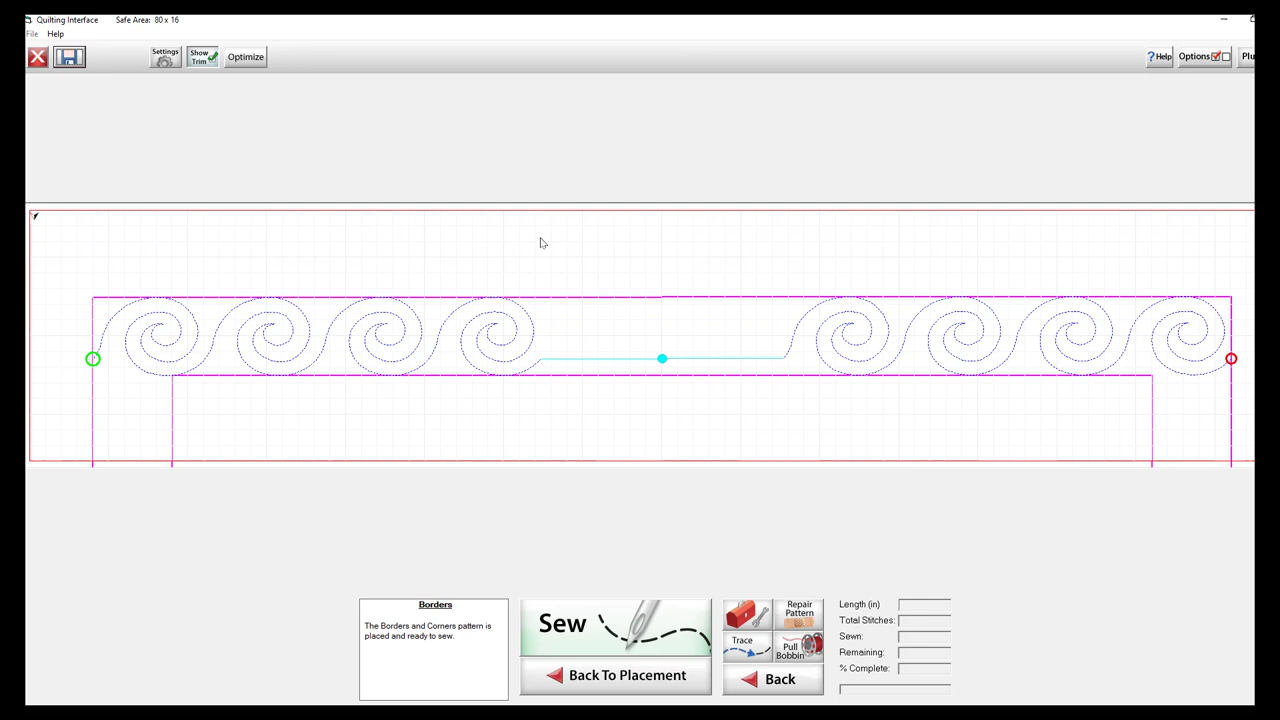 Quilting Interface Safe Area: 80 x 16
File Help
Settings
Show
Trim
Optimize
Help
Options
Plu
Borders
The Borders and Corners pattern is
placed and ready to sew.
Sew
Back To Placement
Repair
Pattern
Trace
Pull
Bobbin
Back
Length (in)
Total Stitches:
Sewn:
Remaining:
% Complete: